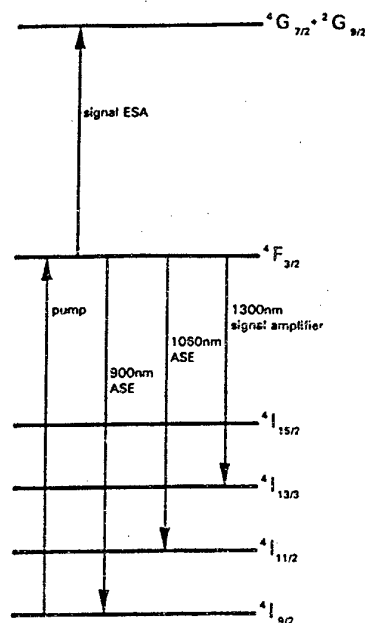 ⁴G₇/₂ + ²G₉/₂
signal ESA
⁴F₃/₂
pump
900nm
ASE
1060nm
ASE
1300nm
signal amplifier
⁴I₁₅/₂
⁴I₁₃/₃
⁴I₁₁/₂
⁴I₉/₂